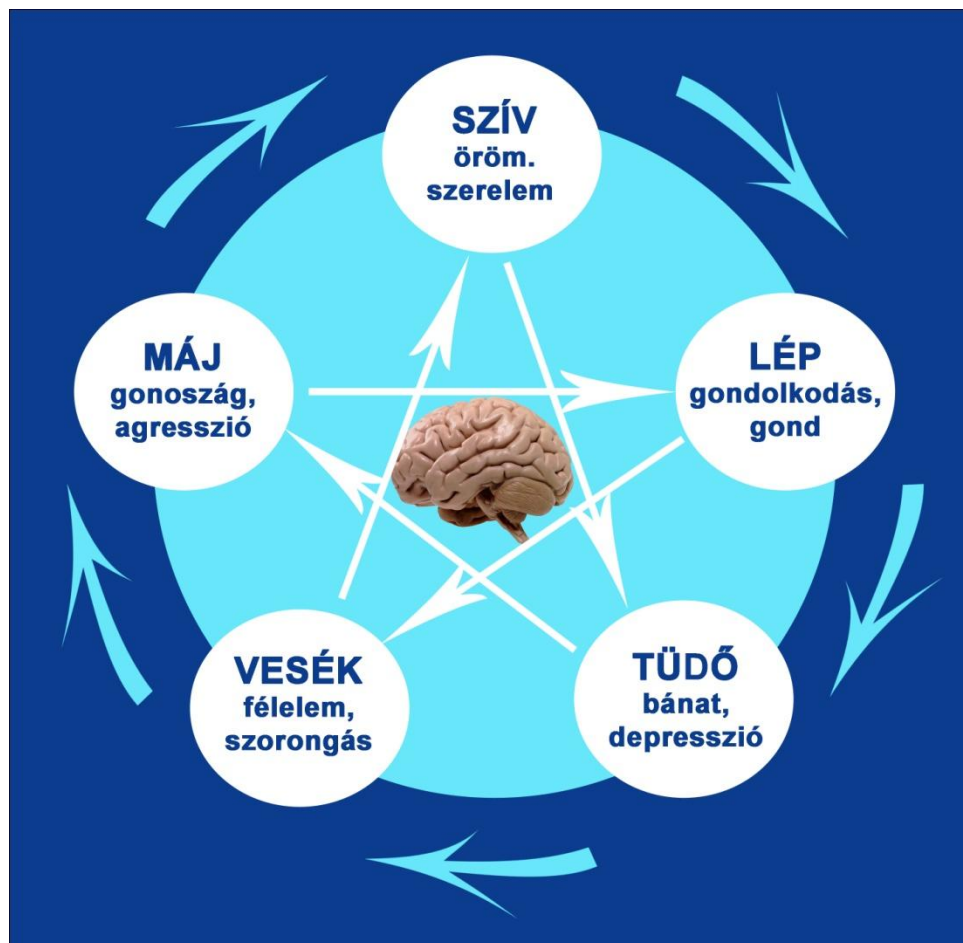 SZÍV
öröm.
szerelem
MÁJ
gonoszág,
agresszió
LÉP
gondolkodás,
gond
VESÉK
félelem,
szorongás
TÜDŐ
bánat,
depresszió